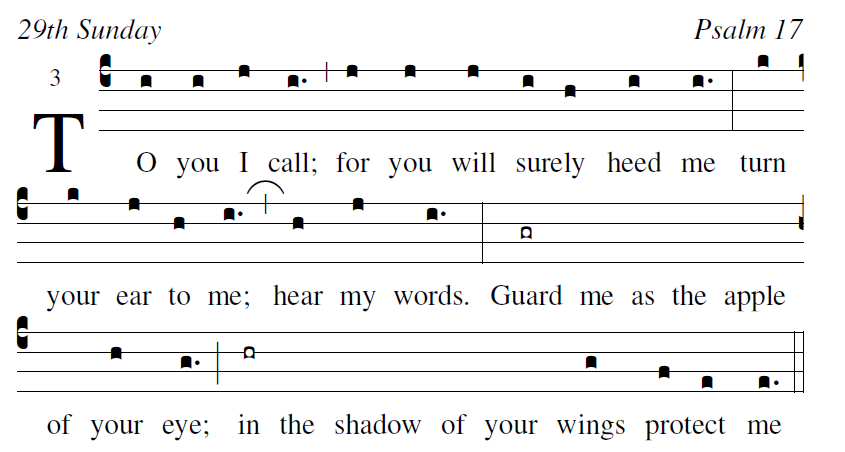 29th Sunday Psalm 17
3
TO you I call; for you will surely heed me turn
your ear to me; hear my words. Guard me as the apple
of your eye; in the shadow of your wings protect me